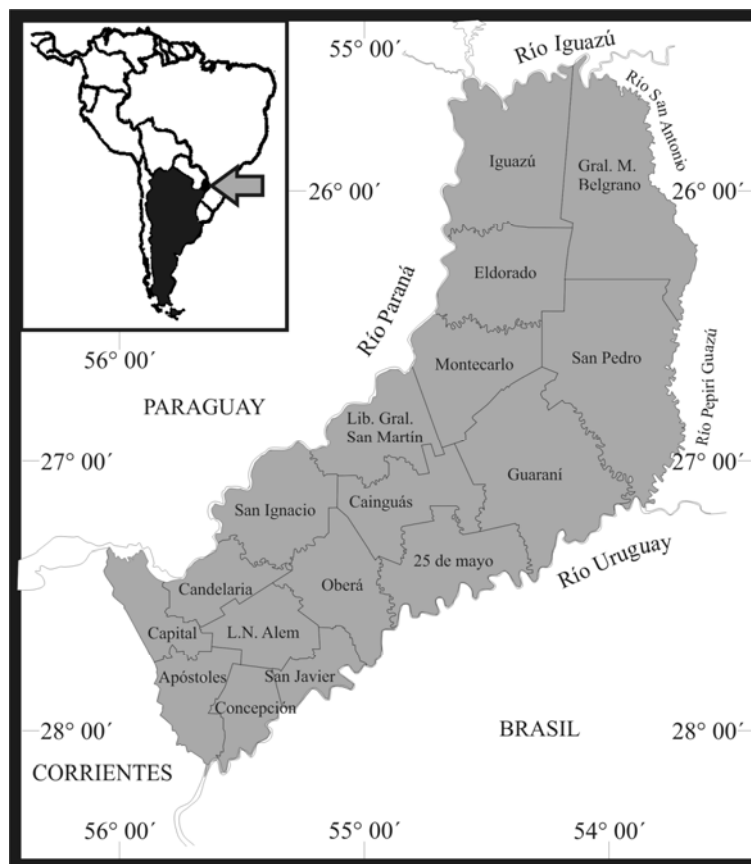 55° 00´
Río Iguazú
Río San Antonio
Iguazú
Gral. M.
Belgrano
26° 00´
26° 00´
Eldorado
Río Paraná
56° 00´
Montecarlo
San Pedro
Río Pepirí Guazú
PARAGUAY
Lib. Gral.
San Martín
27° 00´
27° 00´
Guaraní
Cainguás
San Ignacio
25 de mayo
Río Uruguay
Candelaria
Oberá
Capital
L.N. Alem
Apóstoles
San Javier
Concepción
28° 00´
BRASIL
28° 00´
CORRIENTES
56° 00´
55° 00´
54° 00´